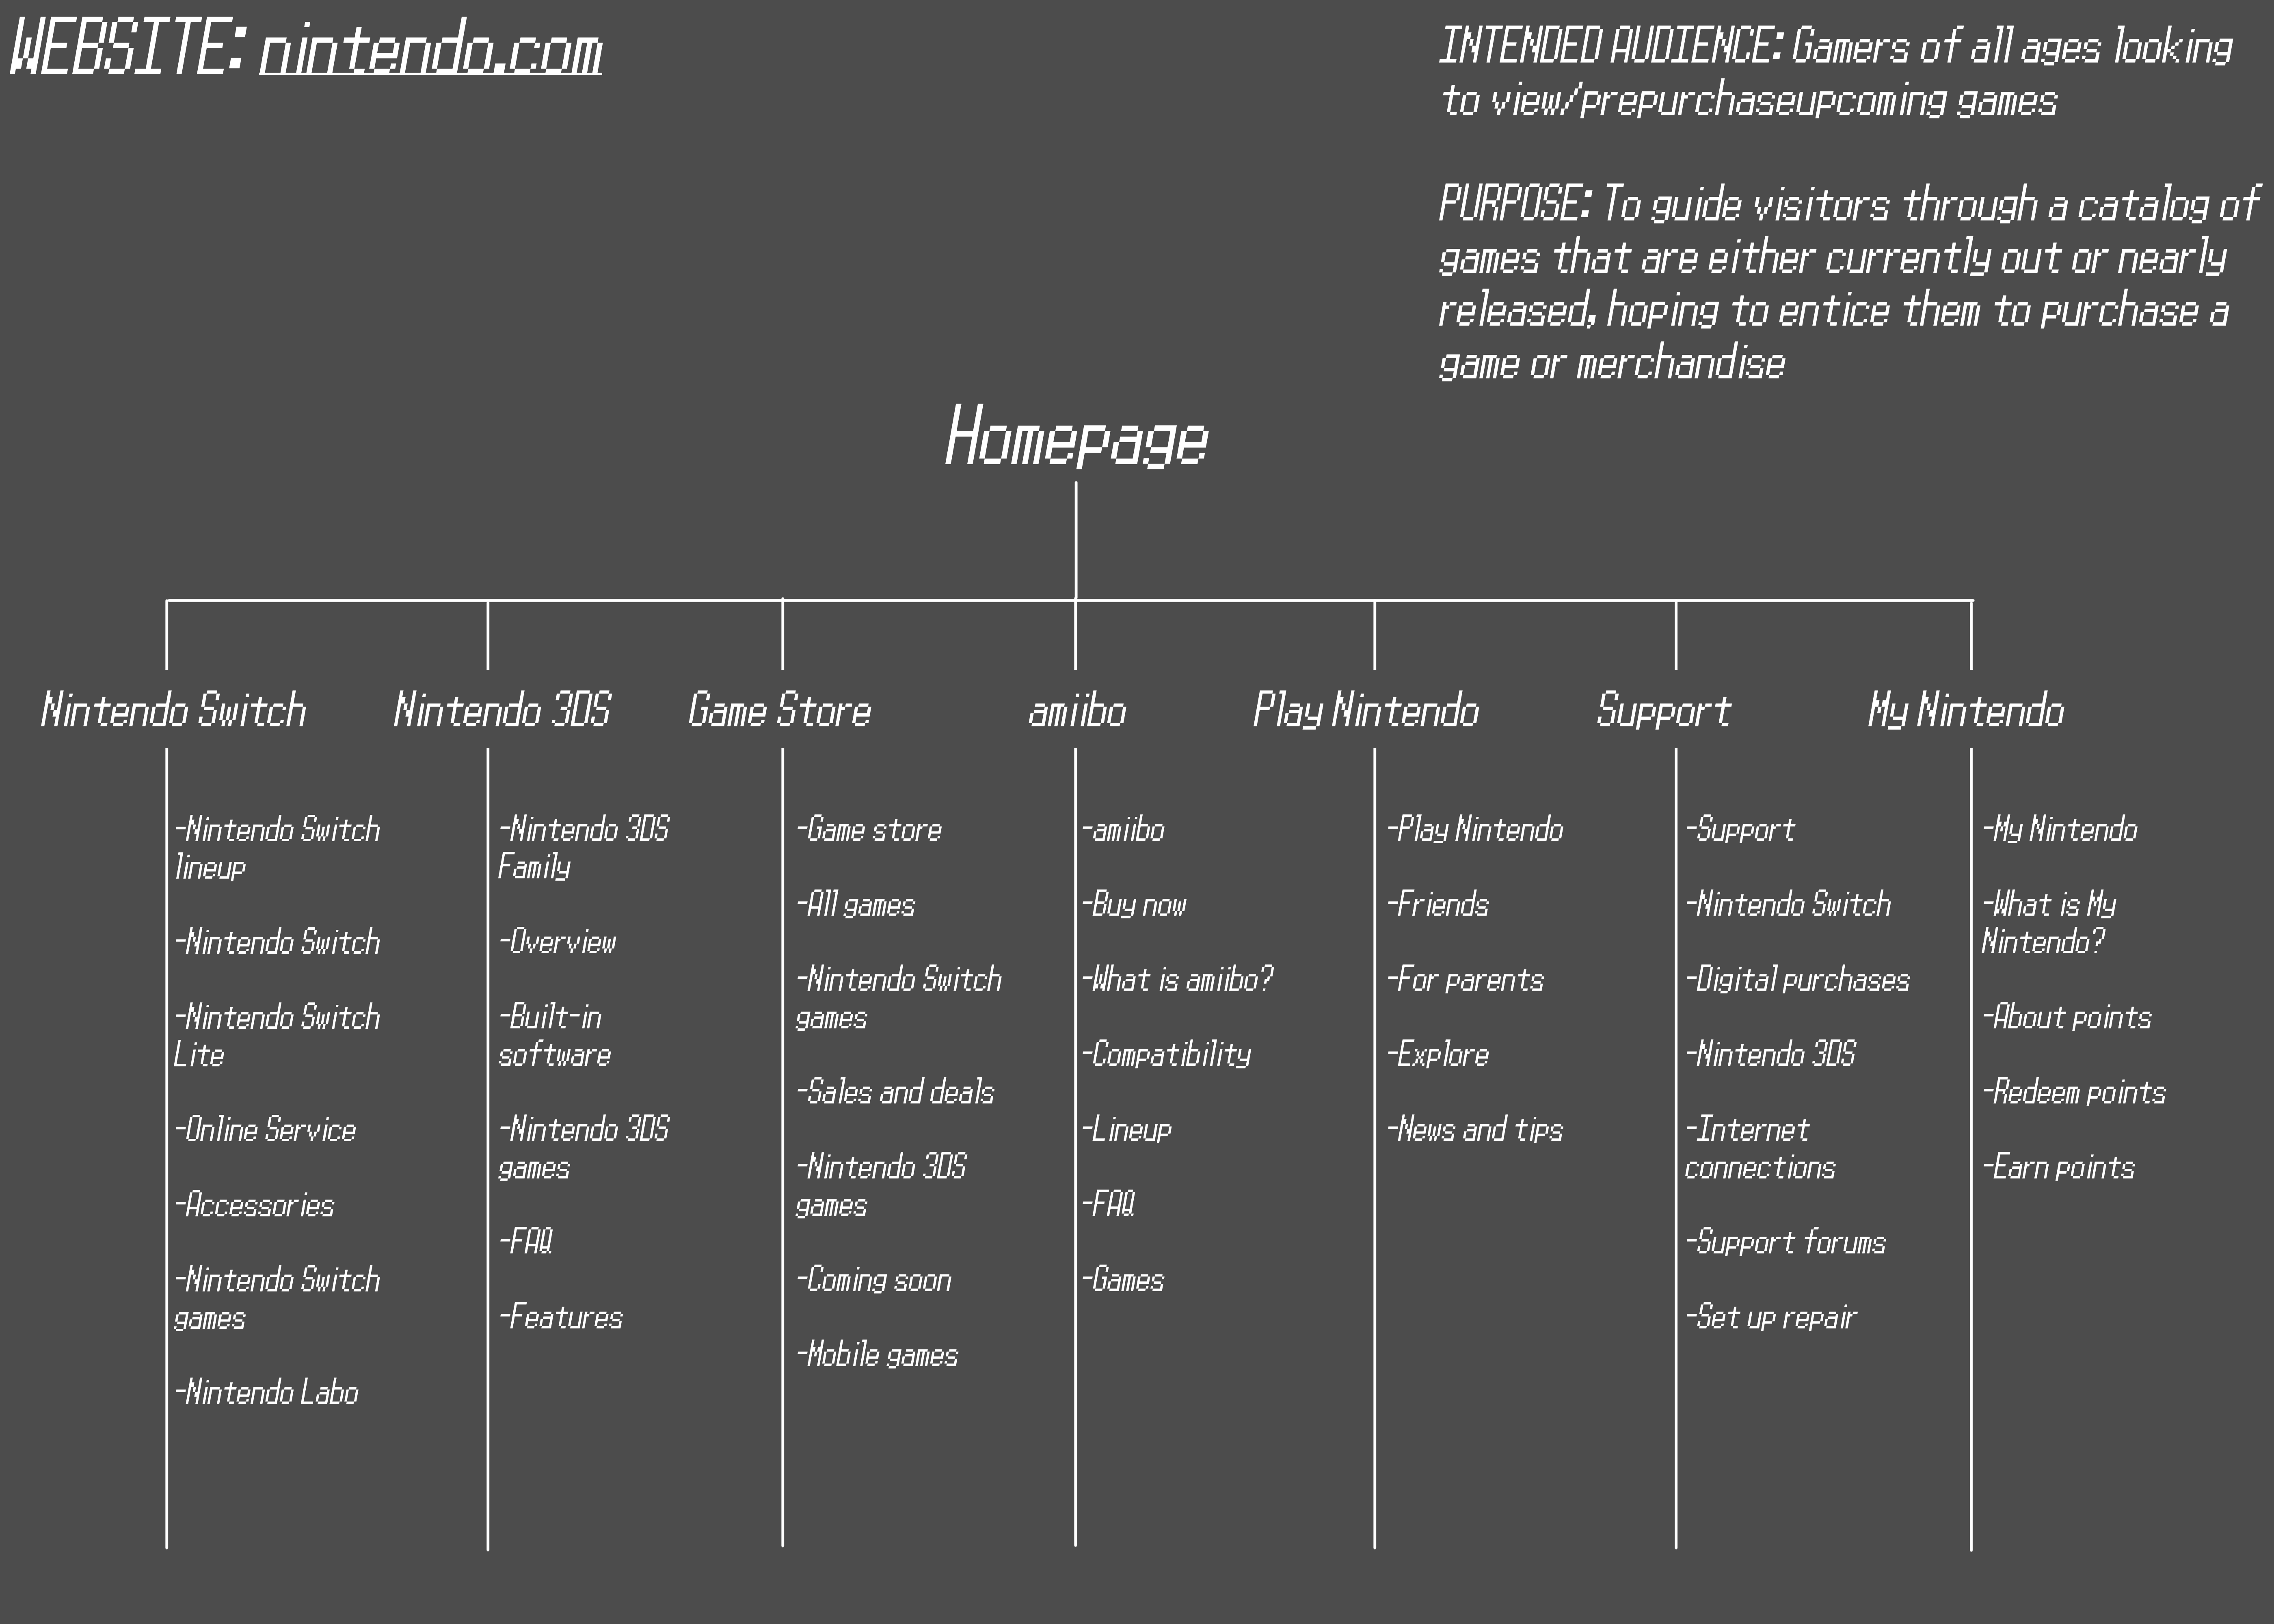 WEBSITE: nintendo.com
INTENDED AUDIENCE: Gamers of all ages looking
to view/prepurchaseupcoming games
PURPOSE: To guide visitors through a catalog of
games that are either currently out or nearly
released, hoping to entice them to purchase a
game or merchandise
Homepage
Nintendo Switch
-Nintendo Switch
lineup
-Nintendo Switch
-Nintendo Switch
Lite
-Online Service
-Accessories
-Nintendo Switch
games
-Nintendo Labo
Nintendo 3DS
-Nintendo 3DS
Family
-Overview
-Built-in
software
-Nintendo 3DS
games
-FAQ
-Features
Game Store
-Game store
-All games
-Nintendo Switch
games
-Sales and deals
-Nintendo 3DS
games
-Coming soon
-Mobile games
amiibo
-amiibo
-Buy now
-What is amiibo?
-Compatibility
-Lineup
-FAQ
-Games
Play Nintendo
-Play Nintendo
-Friends
-For parents
-Explore
-News and tips
Support
-Support
-Nintendo Switch
-Digital purchases
-Nintendo 3DS
-Internet
connections
-Support forums
-Set up repair
My Nintendo
-My Nintendo
-What is My
Nintendo?
-About points
-Redeem points
-Earn points